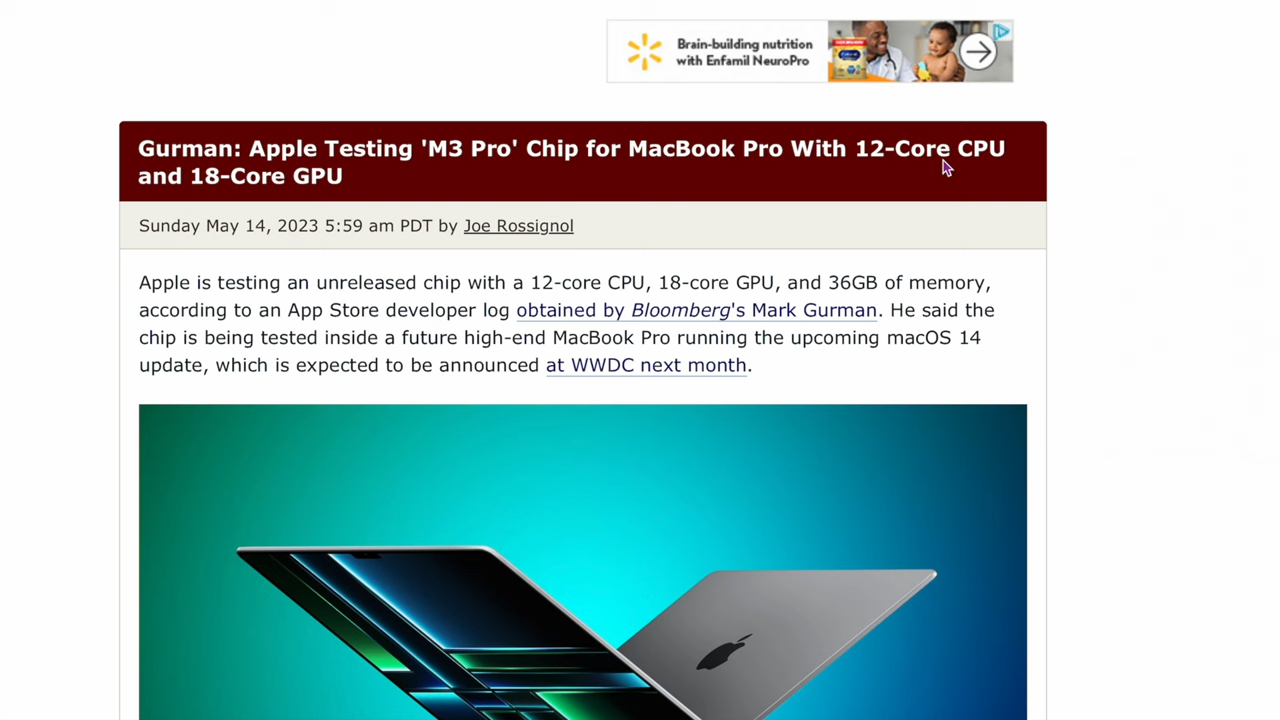 Brain-building nutrition
with Enfamil NeuroPro
Gurman: Apple Testing 'M3 Pro' Chip for MacBook Pro With 12-Core CPU
and 18-Core GPU
Sunday May 14, 2023 5:59 am PDT by Joe Rossignol
Apple is testing an unreleased chip with a 12-core CPU, 18-core GPU, and 36GB of memory,
according to an App Store developer log obtained by Bloomberg's Mark Gurman. He said the
chip is being tested inside a future high-end MacBook Pro running the upcoming macOS 14
update, which is expected to be announced at WWDC next month.